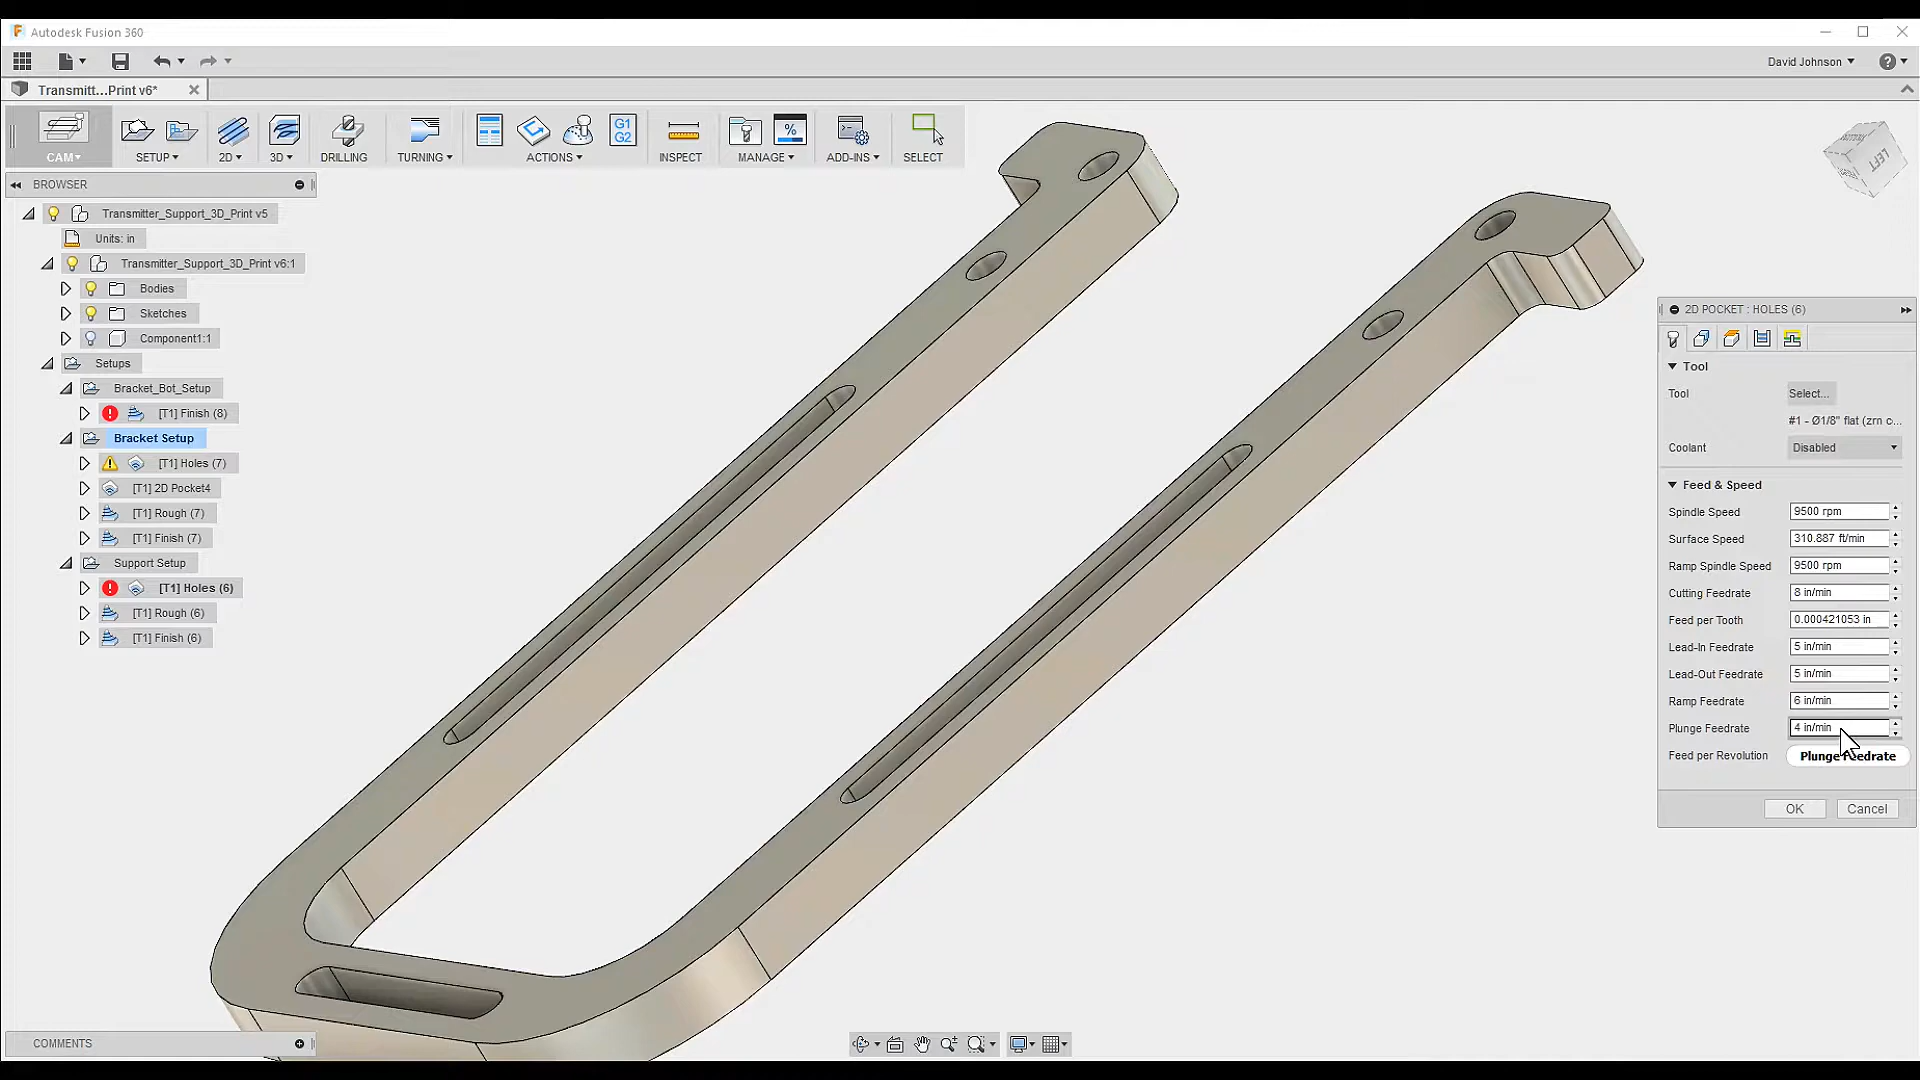 Autodesk Fusion 360
David Johnson
Transmitt...Print v6*
CAM
SETUP
2D
3D
DRILLING
TURNING
ACTIONS
G1
G2
INSPECT
MANAGE
%
ADD-INS
SELECT
LEFT
BROWSER
Transmitter_Support_3D_Print v5
Units: in
Transmitter_Support_3D_Print v6:1
Bodies
Sketches
Component1:1
Setups
Bracket_Bot_Setup
[T1] Finish (8)
Bracket Setup
[T1] Holes (7)
[T1] 2D Pocket4
[T1] Rough (7)
[T1] Finish (7)
Support Setup
[T1] Holes (6)
[T1] Rough (6)
[T1] Finish (6)
2D POCKET : HOLES (6)
Tool
Tool Select...
#1 - Ø1/8" flat (zrn c...
Coolant Disabled
Feed & Speed
Spindle Speed 9500 rpm
Surface Speed 310.887 ft/min
Ramp Spindle Speed 9500 rpm
Cutting Feedrate 8 in/min
Feed per Tooth 0.000421053 in
Lead-In Feedrate 5 in/min
Lead-Out Feedrate 5 in/min
Ramp Feedrate 6 in/min
Plunge Feedrate 4 in/min
Feed per Revolution Plunge Feedrate
OK Cancel
COMMENTS